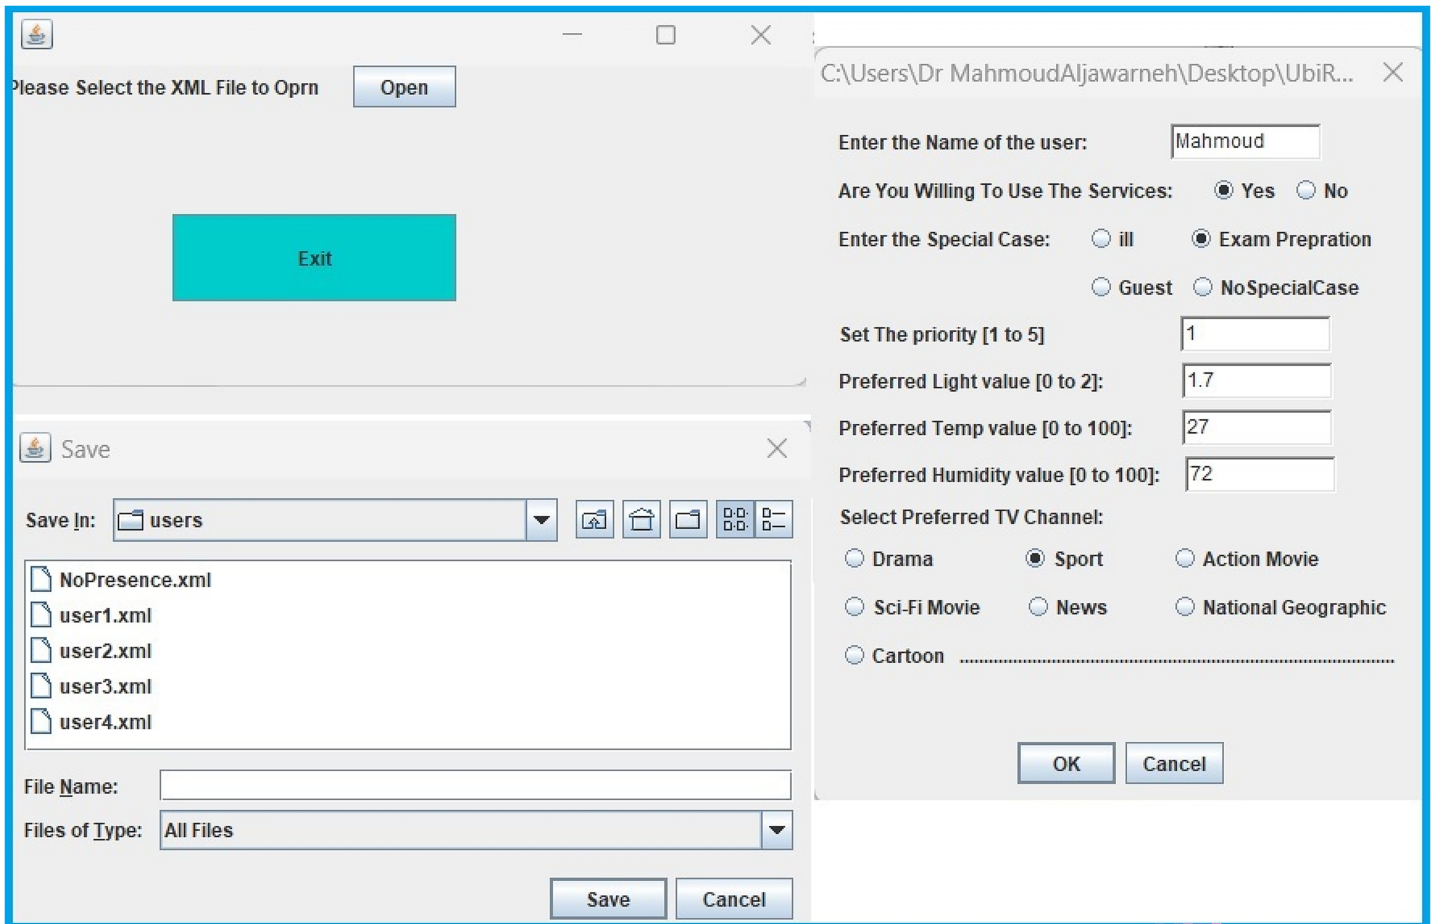 Please Select the XML File to Oprn
Open
Exit
Save
Save In:
users
NoPresence.xml
user1.xml
user2.xml
user3.xml
user4.xml
File Name:
Files of Type:
All Files
Save
Cancel
C:\Users\Dr MahmoudAljawarneh\Desktop\UbiR...
Enter the Name of the user:
Mahmoud
Are You Willing To Use The Services:
Yes
No
Enter the Special Case:
ill
Exam Prepration
Guest
NoSpecialCase
Set The priority [1 to 5]
1
Preferred Light value [0 to 2]:
1.7
Preferred Temp value [0 to 100]:
27
Preferred Humidity value [0 to 100]:
72
Select Preferred TV Channel:
Drama
Sport
Action Movie
Sci-Fi Movie
News
National Geographic
Cartoon
OK
Cancel